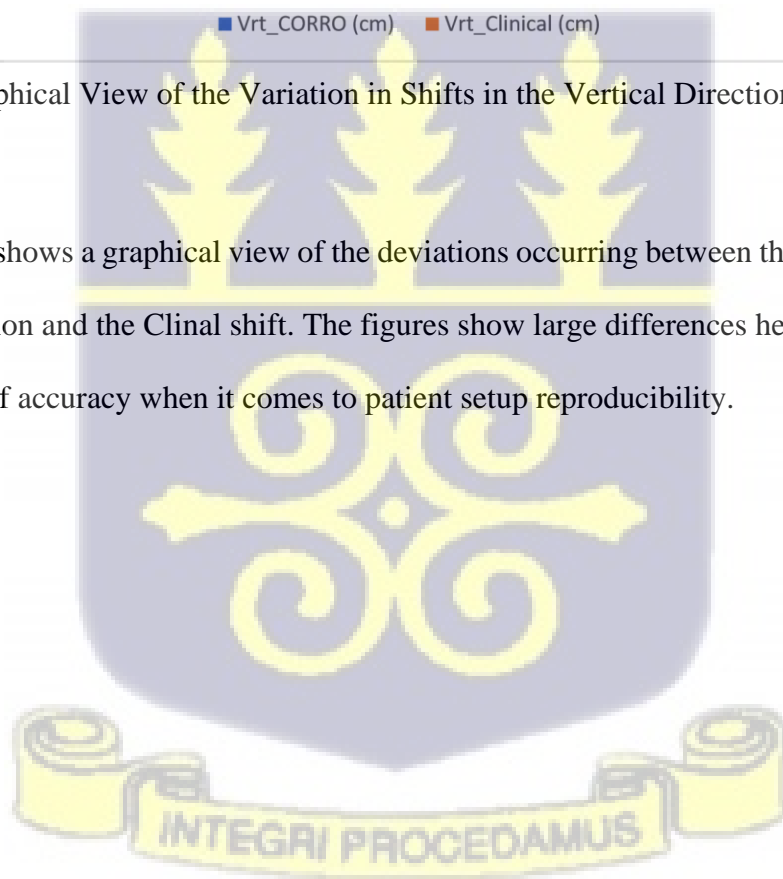 Vrt_CORRO (cm) Vrt_Clinical (cm)
phical View of the Variation in Shifts in the Vertical Direction
shows a graphical view of the deviations occurring between th
ion and the Clinal shift. The figures show large differences he
f accuracy when it comes to patient setup reproducibility.
INTEGRI PROCEDAMUS